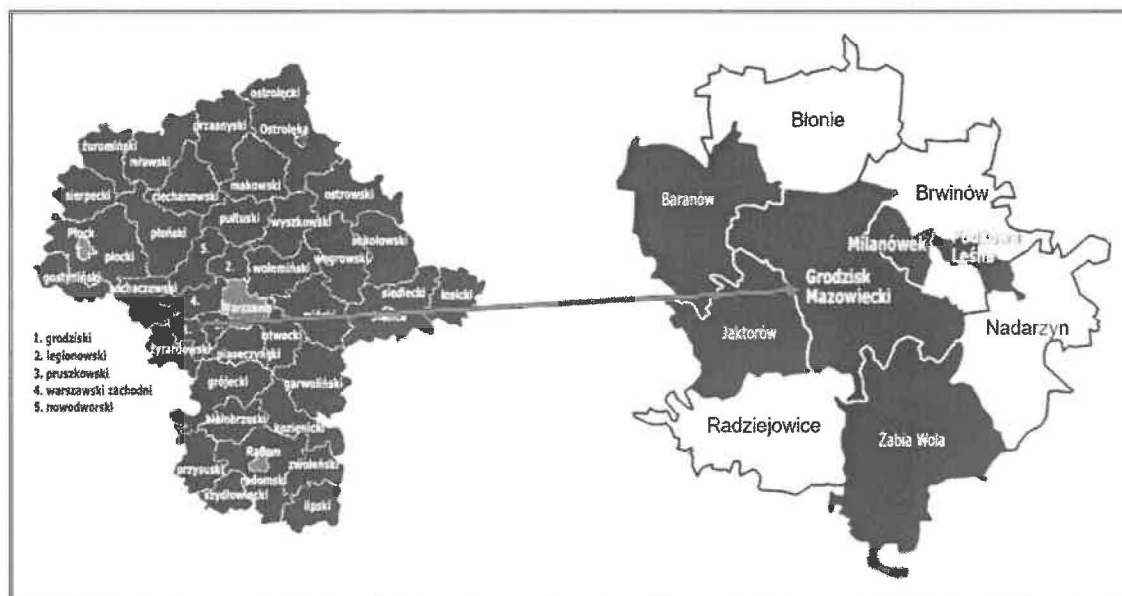 ostrołęcki
przasnyski
Ostrołęka
żuromiński
mławski
makowski
sierpecki
ciechanowski
ostrowski
pułtuski
wyszkowski
Płock
płoński
sokołowski
płocki
5.
węgrowski
2.
wołomiński
gostyniński
sochaczewski
siedlecki
łosicki
4.
Warszawa
otwocki
żyrardowski
piaseczyński
grójecki
garwoliński
białobrzeski
kozienicki
Radom
przysuski
zwoleński
radomski
szydłowiecki
lipski
1. grodziski
2. legionowski
3. pruszkowski
4. warszawski zachodni
5. nowodworski
Błonie
Baranów
Brwinów
Milanówek
Podkowa
Leśna
Grodzisk
Mazowiecki
Jaktorów
Nadarzyn
Radziejowice
Żabia Wola